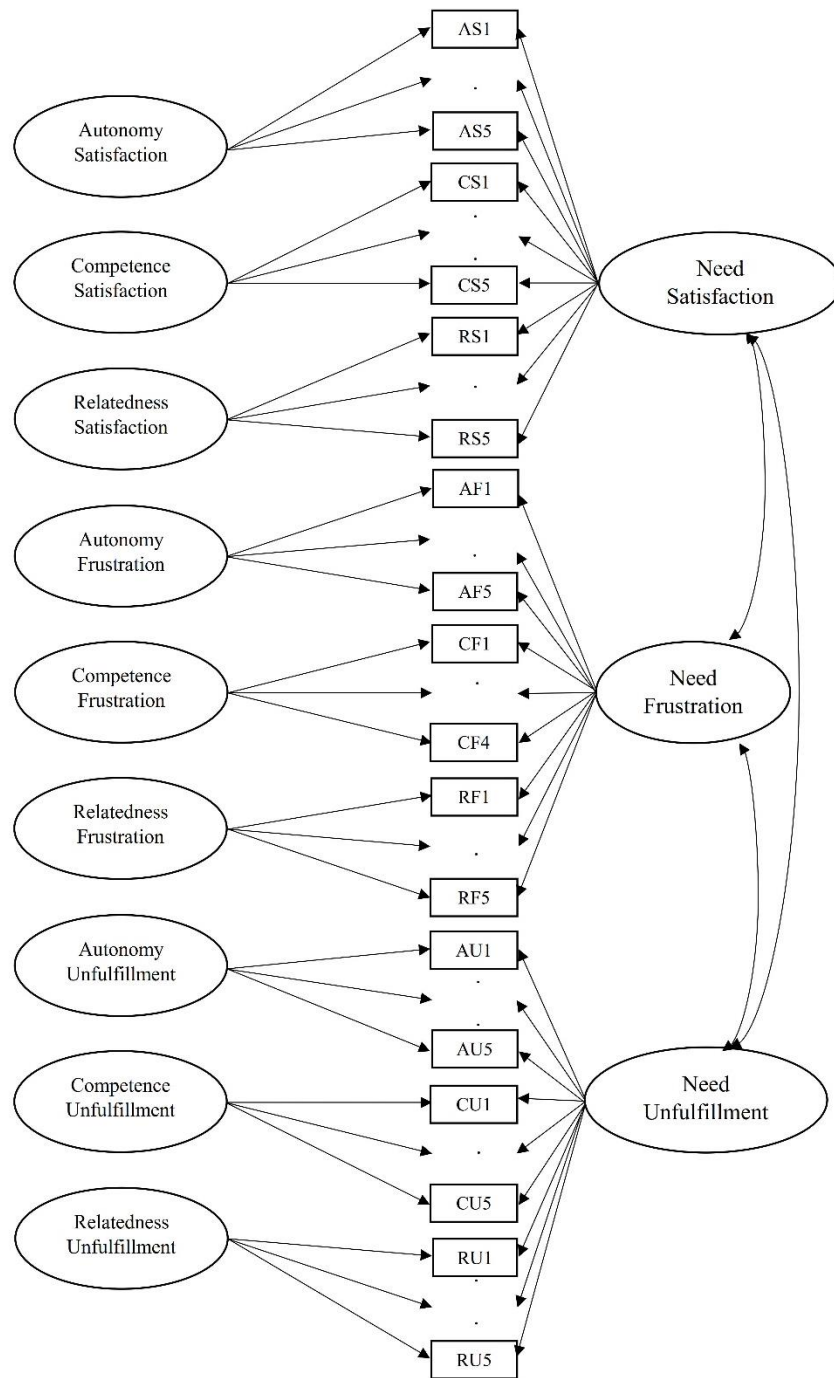 AS1
.
AS5
Autonomy
Satisfaction
CS1
.
CS5
Competence
Satisfaction
RS1
.
RS5
Relatedness
Satisfaction
Need
Satisfaction
AF1
.
AF5
Autonomy
Frustration
CF1
.
CF4
Competence
Frustration
RF1
.
RF5
Relatedness
Frustration
Need
Frustration
AU1
.
.
AU5
Autonomy
Unfulfillment
CU1
.
CU5
Competence
Unfulfillment
RU1
.
.
RU5
Relatedness
Unfulfillment
Need
Unfulfillment